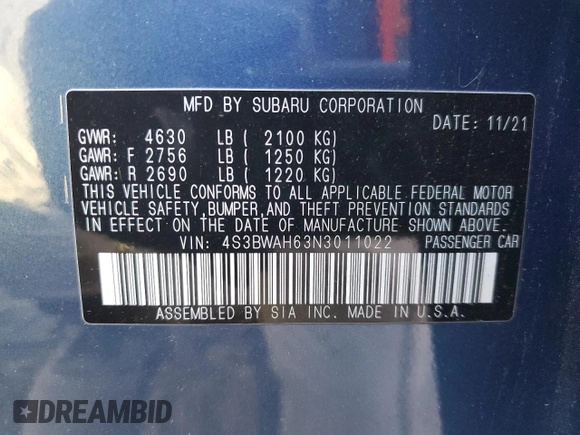 MFD BY SUBARU CORPORATION
DATE: 11/21
GVWR: 4630 LB ( 2100 KG)
GAWR: F 2756 LB ( 1250 KG)
GAWR: R 2690 LB ( 1220 KG)
THIS VEHICLE CONFORMS TO ALL APPLICABLE FEDERAL MOTOR
VEHICLE SAFETY,BUMPER,AND THEFT PREVENTION STANDARDS
IN EFFECT ON THE DATE OF MANUFACTURE SHOWN ABOVE.
VIN: 4S3BWAH63N3011022 PASSENGER CAR
ASSEMBLED BY SIA INC. MADE IN U.S.A.
DREAMBID